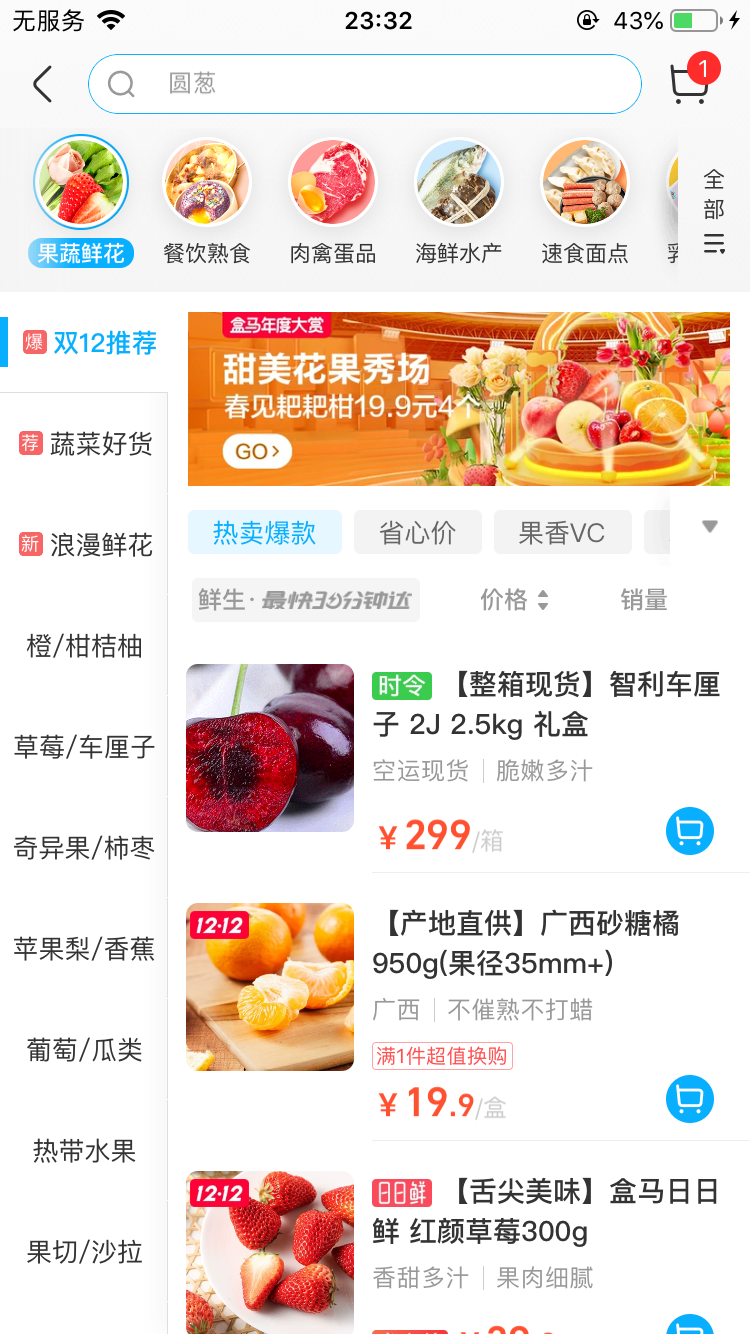 无服务
23:32
43%
圆葱
1
果蔬鲜花
餐饮熟食
肉禽蛋品
海鲜水产
速食面点
全部
爆 双12推荐
荐 蔬菜好货
新 浪漫鲜花
橙/柑桔柚
草莓/车厘子
奇异果/柿枣
苹果梨/香蕉
葡萄/瓜类
热带水果
果切/沙拉
盒马年度大赏
甜美花果秀场
春见耙耙柑19.9元4个
GO>
热卖爆款
省心价
果香VC
鲜生·最快30分钟达
价格
销量
时令 【整箱现货】智利车厘
子 2J 2.5kg 礼盒
空运现货 | 脆嫩多汁
¥299/箱
12·12
【产地直供】广西砂糖橘
950g(果径35mm+)
广西 | 不催熟不打蜡
满1件超值换购
¥19.9/盒
12·12
日日鲜 【舌尖美味】盒马日日
鲜 红颜草莓300g
香甜多汁 | 果肉细腻